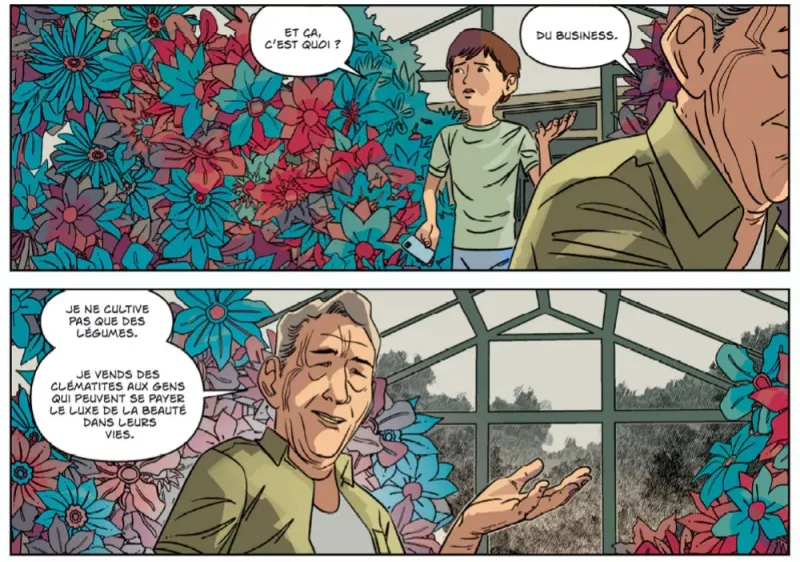 ET ÇA,
C'EST QUOI ?
DU BUSINESS.
JE NE CULTIVE
PAS QUE DES
LÉGUMES.
JE VENDS DES
CLÉMATITES AUX GENS
QUI PEUVENT SE PAYER
LE LUXE DE LA BEAUTÉ
DANS LEURS
VIES.